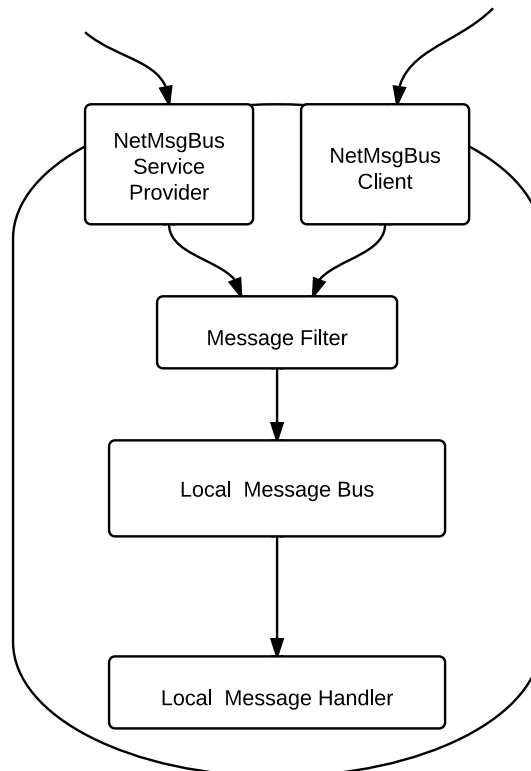 NetMsgBus
Service
Provider
NetMsgBus
Client
Message Filter
Local  Message Bus
Local  Message Handler